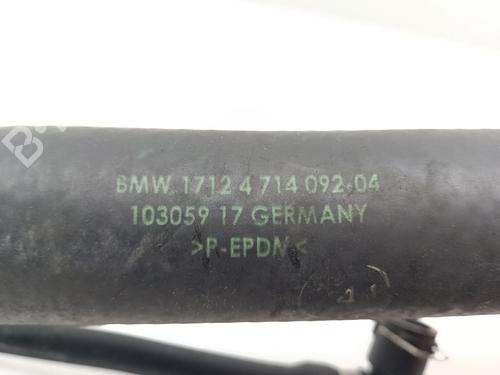 BMW 1712 4 714 092-04
103059 17 GERMANY
>P-EPDM<